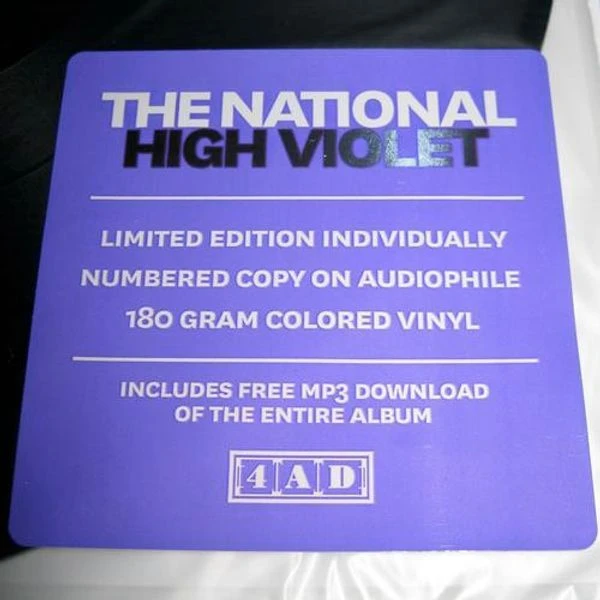 THE NATIONAL
HIGH VIOLET
LIMITED EDITION INDIVIDUALLY
NUMBERED COPY ON AUDIOPHILE
180 GRAM COLORED VINYL
INCLUDES FREE MP3 DOWNLOAD
OF THE ENTIRE ALBUM
4AD